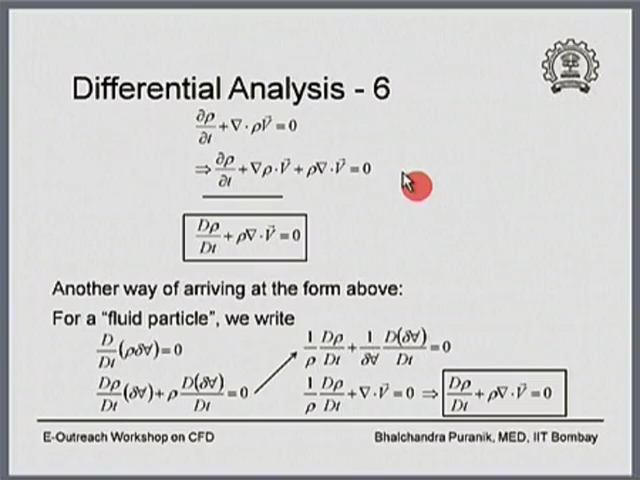 Differential Analysis - 6
∂ρ/∂t + ∇ · ρV⃗ = 0
⇒ ∂ρ/∂t + ∇ρ · V⃗ + ρ∇ · V⃗ = 0
Dρ/Dt + ρ∇ · V⃗ = 0
Another way of arriving at the form above:
For a “fluid particle”, we write
D/Dt (ρδ∀) = 0
Dρ/Dt (δ∀) + ρ D(δ∀)/Dt = 0
1/ρ Dρ/Dt + 1/δ∀ D(δ∀)/Dt = 0
1/ρ Dρ/Dt + ∇ · V⃗ = 0 ⇒ Dρ/Dt + ρ∇ · V⃗ = 0
E-Outreach Workshop on CFD
Bhalchandra Puranik, MED, IIT Bombay